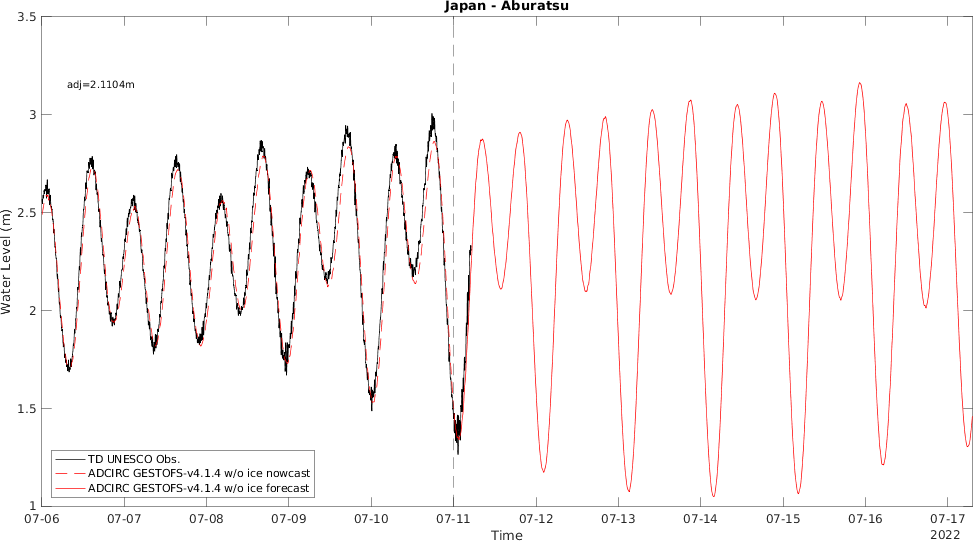 Japan - Aburatsu
3.5
adj=2.1104m
3
2.5
Water Level (m)
2
1.5
TD UNESCO Obs.
ADCIRC GESTOFS-v4.1.4 w/o ice nowcast
ADCIRC GESTOFS-v4.1.4 w/o ice forecast
1
07-06 07-07 07-08 07-09 07-10 07-11 07-12 07-13 07-14 07-15 07-16 07-17
Time
2022